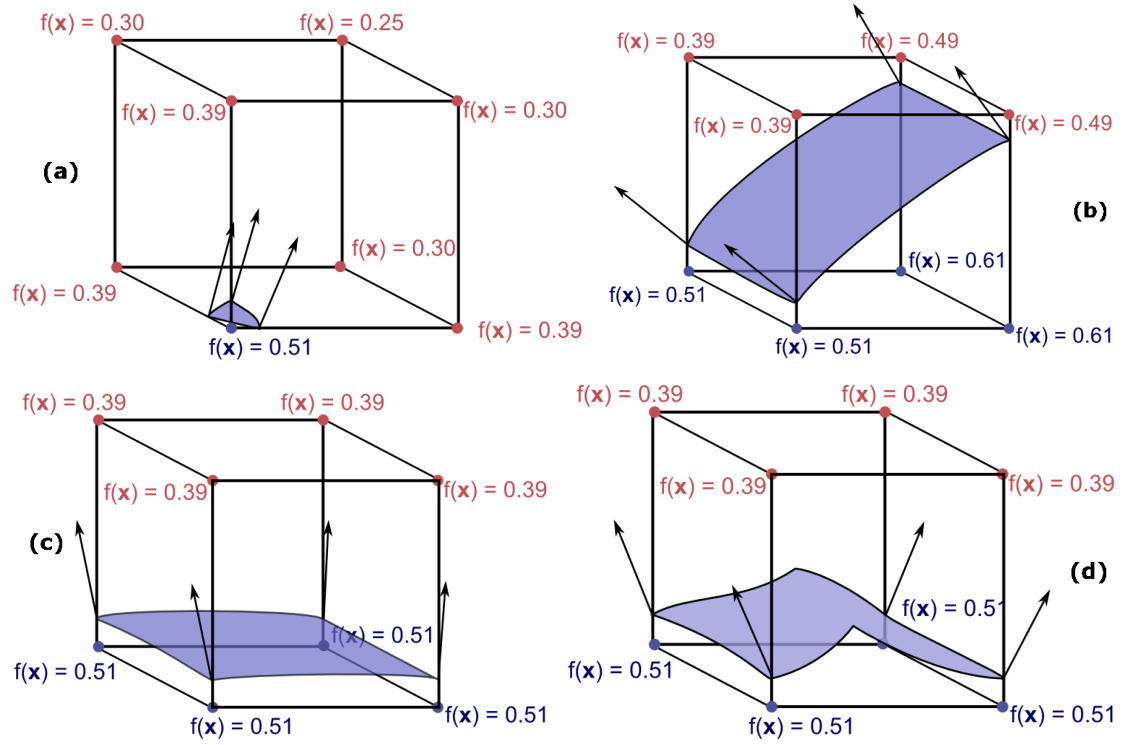 f(x) = 0.30
f(x) = 0.25
f(x) = 0.39
f(x) = 0.30
(a)
f(x) = 0.30
f(x) = 0.39
f(x) = 0.39
f(x) = 0.51
f(x) = 0.39
f(x) = 0.49
f(x) = 0.39
f(x) = 0.49
(b)
f(x) = 0.61
f(x) = 0.51
f(x) = 0.61
f(x) = 0.51
f(x) = 0.39
f(x) = 0.39
f(x) = 0.39
f(x) = 0.39
(c)
f(x) = 0.51
f(x) = 0.51
f(x) = 0.51
f(x) = 0.51
f(x) = 0.39
f(x) = 0.39
f(x) = 0.39
f(x) = 0.39
(d)
f(x) = 0.51
f(x) = 0.51
f(x) = 0.51
f(x) = 0.51